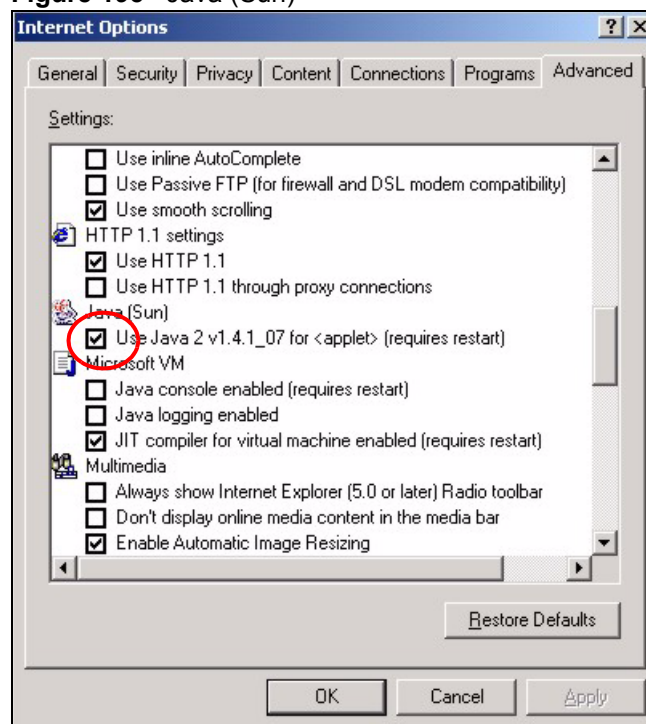 Internet Options
General Security Privacy Content Connections Programs Advanced
Settings:
Use inline AutoComplete
Use Passive FTP (for firewall and DSL modem compatibility)
Use smooth scrolling
HTTP 1.1 settings
Use HTTP 1.1
Use HTTP 1.1 through proxy connections
Java (Sun)
Use Java 2 v1.4.1_07 for <applet> (requires restart)
Microsoft VM
Java console enabled (requires restart)
Java logging enabled
JIT compiler for virtual machine enabled (requires restart)
Multimedia
Always show Internet Explorer (5.0 or later) Radio toolbar
Don't display online media content in the media bar
Enable Automatic Image Resizing
Restore Defaults
OK Cancel Apply